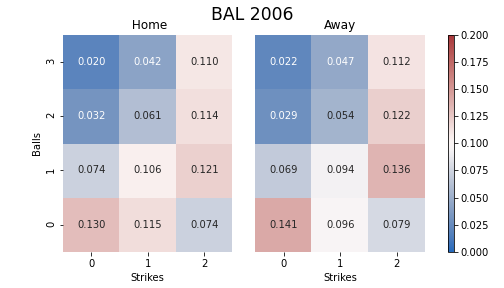 BAL 2006
Home
Away
3 0.020 0.042 0.110 0.022 0.047 0.112
2 0.032 0.061 0.114 0.029 0.054 0.122
1 0.074 0.106 0.121 0.069 0.094 0.136
0 0.130 0.115 0.074 0.141 0.096 0.079
Balls
0 1 2
Strikes
0 1 2
Strikes
0.200
0.175
0.150
0.125
0.100
0.075
0.050
0.025
0.000